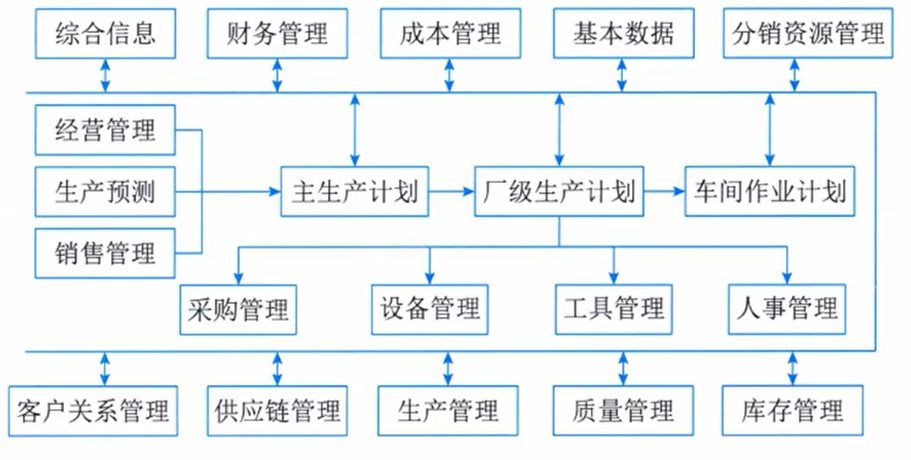 综合信息
财务管理
成本管理
基本数据
分销资源管理
经营管理
生产预测
销售管理
主生产计划
厂级生产计划
车间作业计划
采购管理
设备管理
工具管理
人事管理
客户关系管理
供应链管理
生产管理
质量管理
库存管理